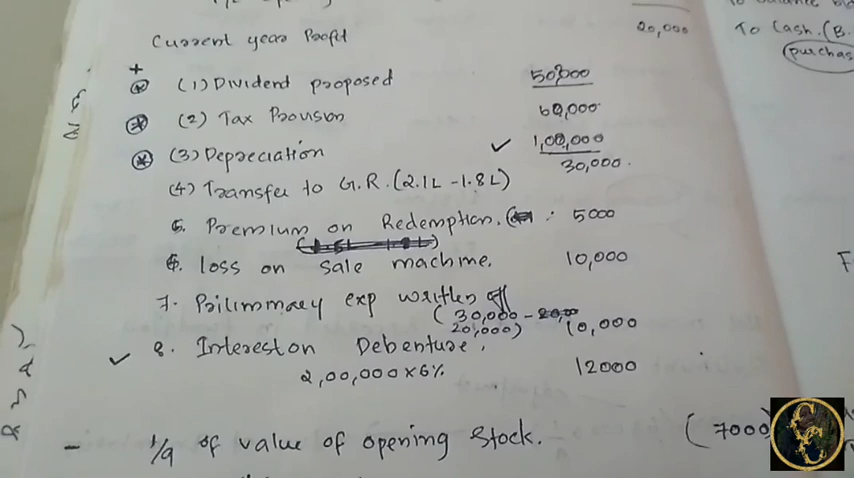 Current year Profit 20,000
To Cash. (B.
purchas
+
(1) Divident proposed 50,000
(2) Tax Provision 60,000
(3) Depreciation ✓ 1,00,000
(4) Transfer to G.R. (2.1L - 1.8L) 30,000.
5. Premium on Redemption. 5000
6. loss on sale machine. 10,000
7. Prilimmaey exp written off
(30,000 -
20,000) 10,000
✓ 8. Interest on Debenture.
2,00,000 x 6% 12000
- 1/9 of value of opening stock. (7000)